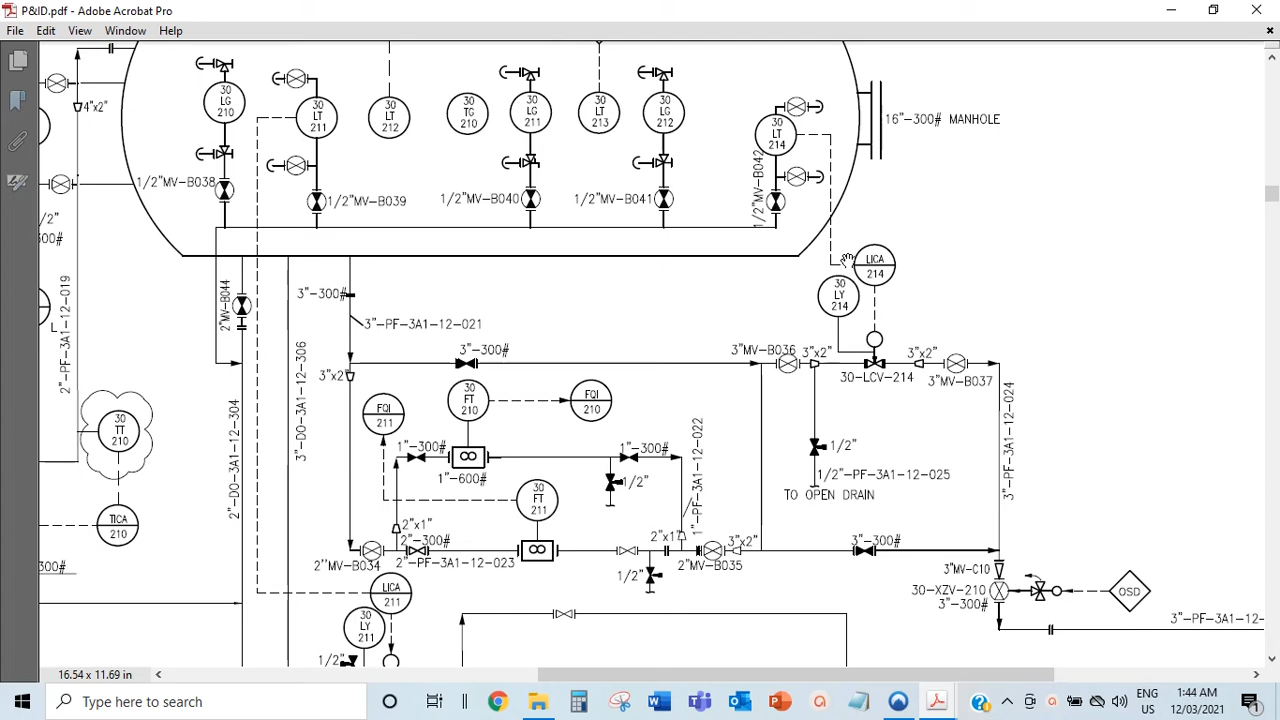 P&ID.pdf - Adobe Acrobat Pro
File Edit View Window Help
4"x2"
30 LG 210
30 LT 211
30 LT 212
30 TG 210
30 LG 211
30 LT 213
30 LG 212
30 LT 214
16"-300# MANHOLE
1/2"MV-B038
1/2"MV-B039
1/2"MV-B040
1/2"MV-B041
1/2"MV-B042
/2"
300#
2"-PF-3A1-12-019
2"MV-B044
3"-300#
3"-PF-3A1-12-021
LICA 214
30 LY 214
3"-300#
3"MV-B036
3"x2"
3"x2"
30-LCV-214
3"MV-B037
3"x2"
3"-DO-3A1-12-306
2"-DO-3A1-12-304
30 TT 210
TICA 210
300#
FQI 211
30 FT 210
FQI 210
1"-300#
1"-600#
1"-300#
1/2"
1"-PF-3A1-12-022
1/2"
1/2"-PF-3A1-12-025
TO OPEN DRAIN
3"-PF-3A1-12-024
30 FT 211
2"x1"
2"-300#
2"MV-B034
2"-PF-3A1-12-023
2"x1"
3"x2"
2"MV-B035
1/2"
3"-300#
3"MV-C10
30-XZV-210
3"-300#
OSD
3"-PF-3A1-12-
LICA 211
30 LY 211
1/2"
L
16.54 x 11.69 in
Type here to search
ENG
US
1:44 AM
12/03/2021
1